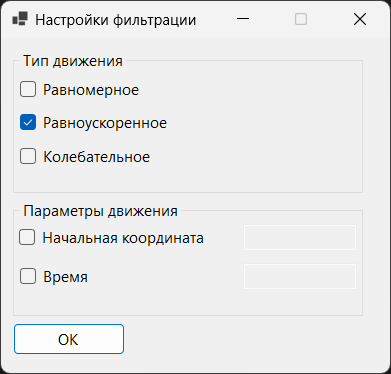 Настройки фильтрации
Тип движения
Равномерное
Равноускоренное
Колебательное
Параметры движения
Начальная координата
Время
OK